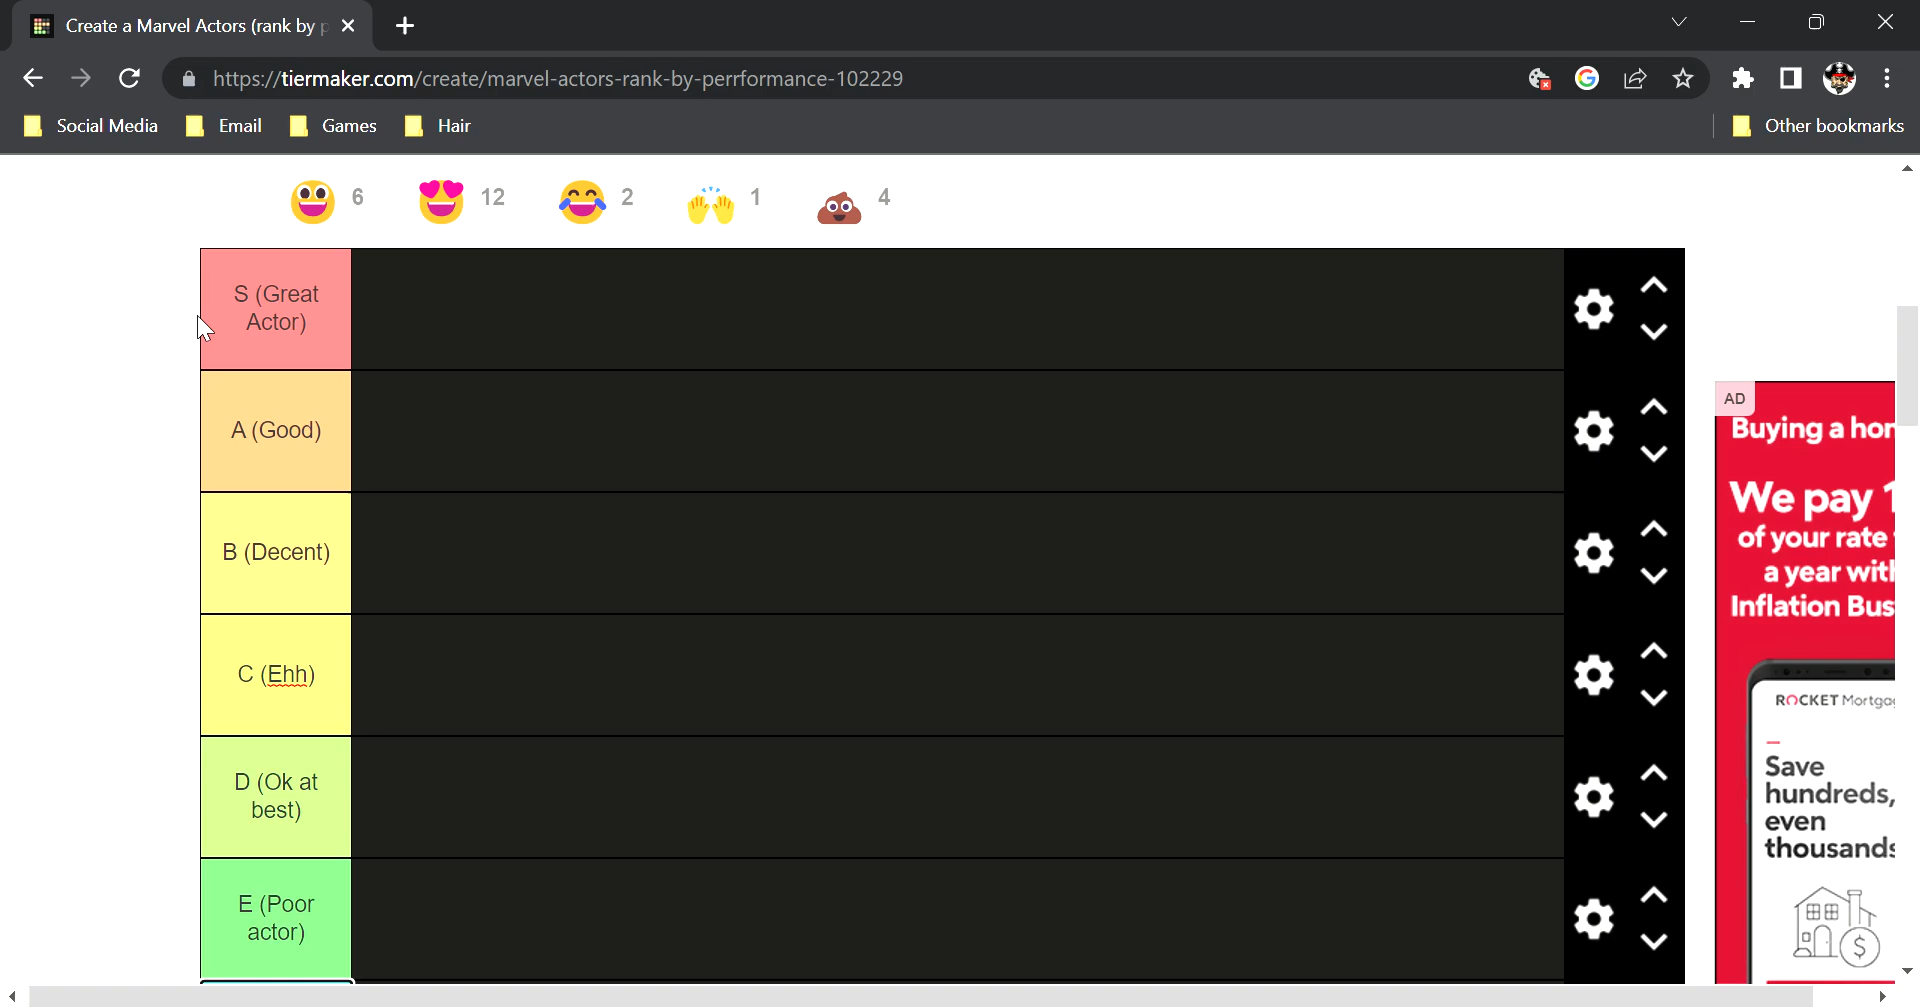 Create a Marvel Actors (rank by p
https://tiermaker.com/create/marvel-actors-rank-by-perrformance-102229
Social Media
Email
Games
Hair
Other bookmarks
6
12
2
1
4
S (Great
Actor)
A (Good)
B (Decent)
C (Ehh)
D (Ok at
best)
E (Poor
actor)
AD
Buying a hom
We pay 1
of your rate
a year with
Inflation Bus
ROCKET Mortgag
Save
hundreds,
even
thousands
$